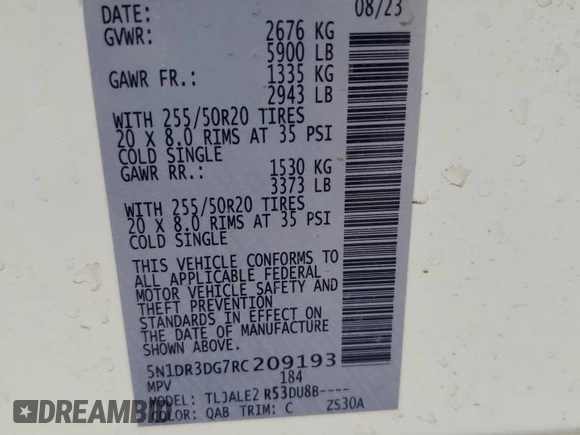 DATE: 08/23
GVWR: 2676 KG
5900 LB
GAWR FR.: 1335 KG
2943 LB
WITH 255/50R20 TIRES
20 X 8.0 RIMS AT 35 PSI
COLD SINGLE
GAWR RR.: 1530 KG
3373 LB
WITH 255/50R20 TIRES
20 X 8.0 RIMS AT 35 PSI
COLD SINGLE
THIS VEHICLE CONFORMS TO
ALL APPLICABLE FEDERAL
MOTOR VEHICLE SAFETY AND
THEFT PREVENTION
STANDARDS IN EFFECT ON
THE DATE OF MANUFACTURE
SHOWN ABOVE.
5N1DR3DG7RC209193
MPV 184
MODEL: TLJALE2 R53DU8B----
COLOR: QAB TRIM: C ZS30A
DREAMBID.COM